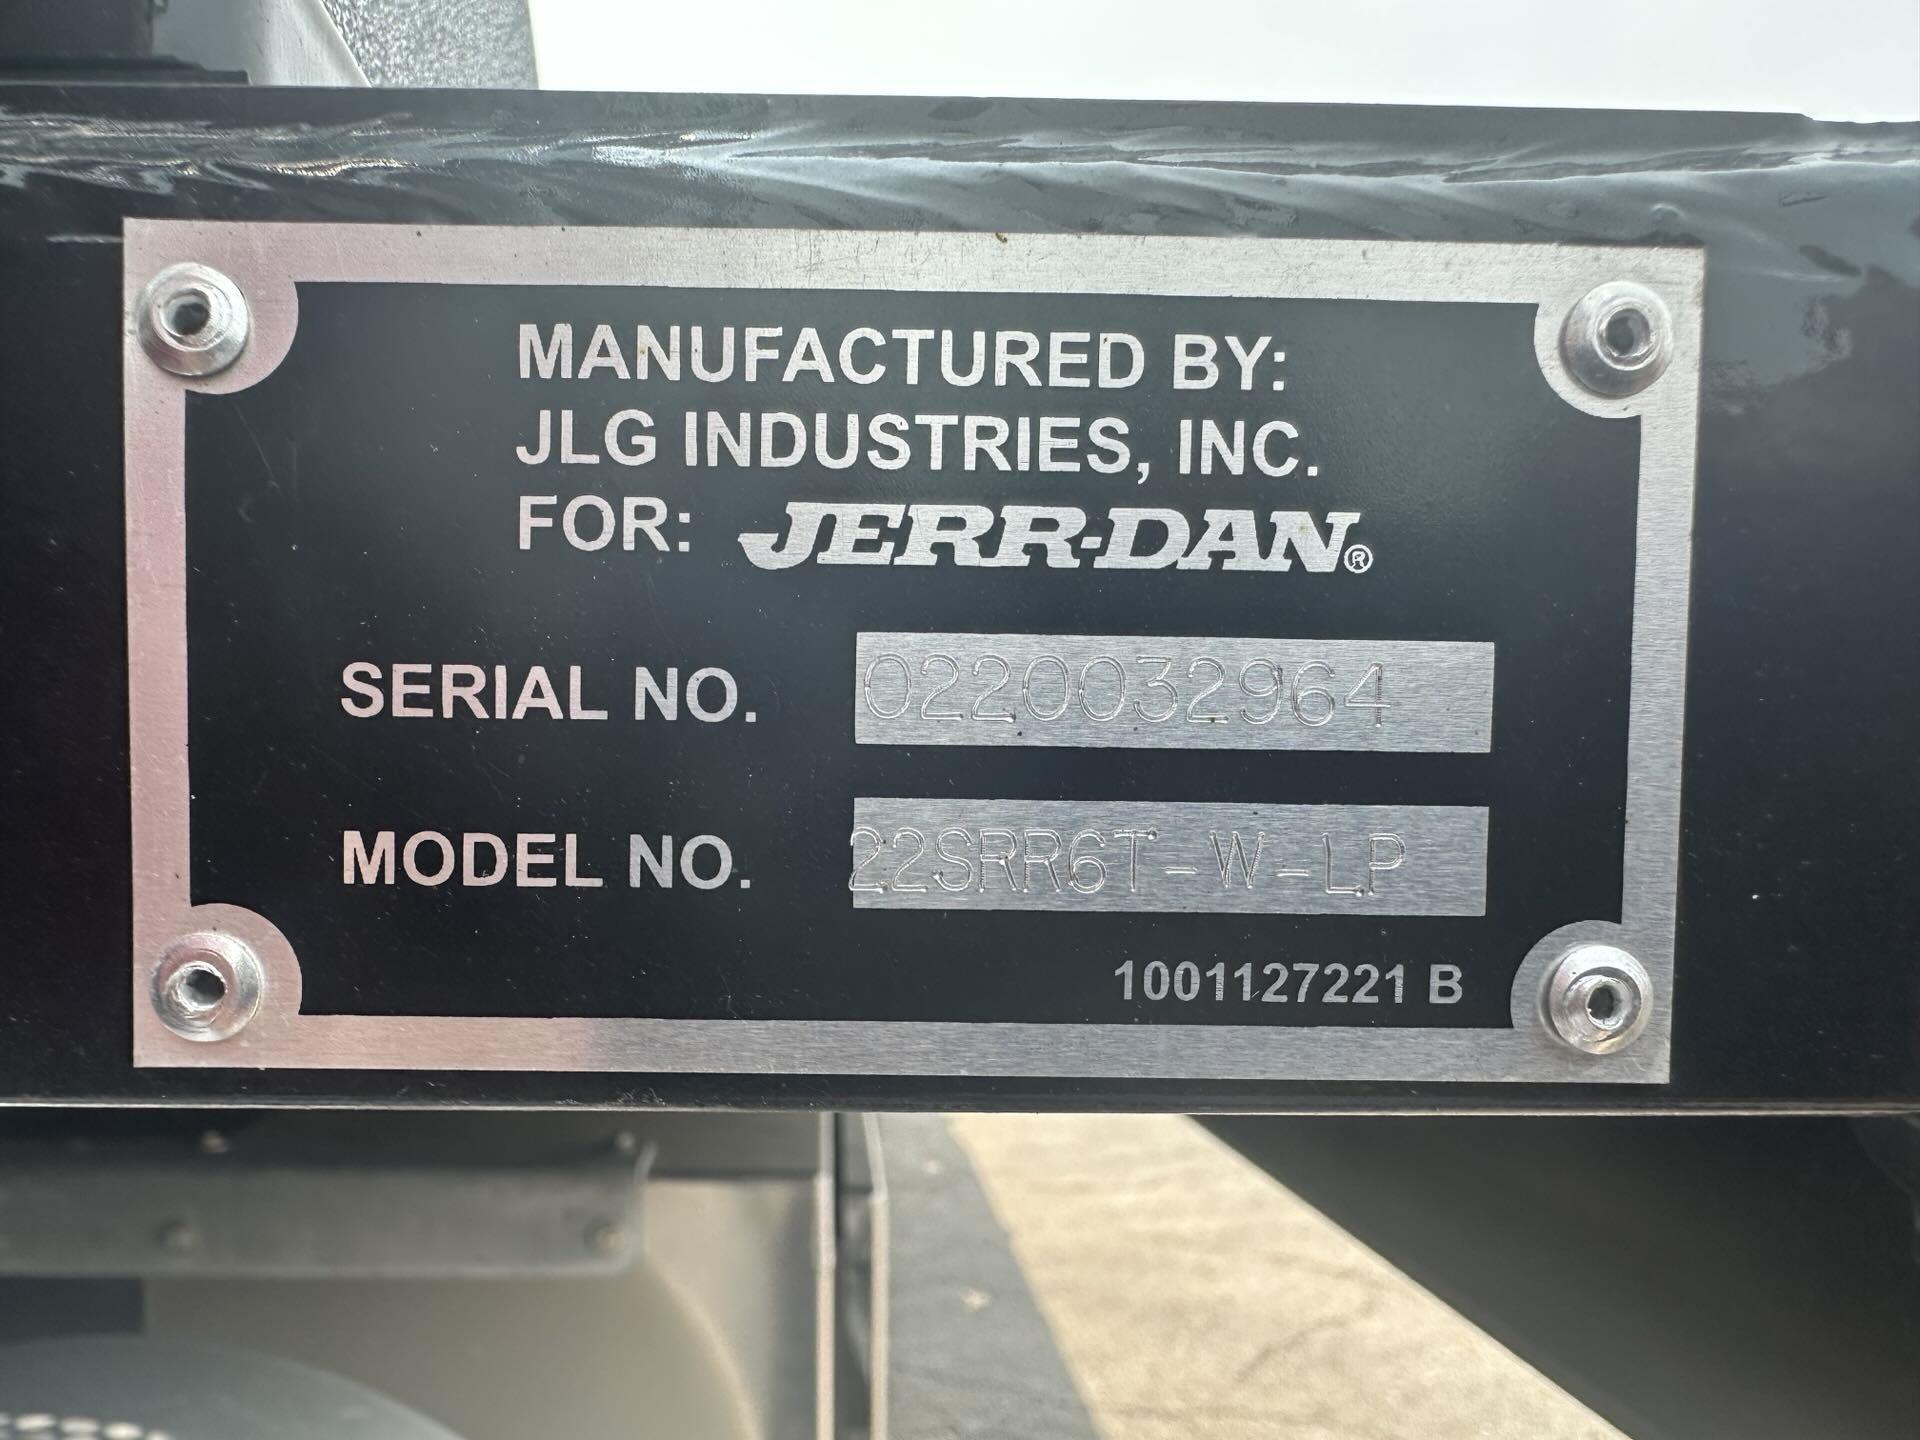 MANUFACTURED BY:
JLG INDUSTRIES, INC.
FOR: JERR-DAN®
SERIAL NO. 0220032964
MODEL NO. 22SRR6T-W-LP
1001127221 B